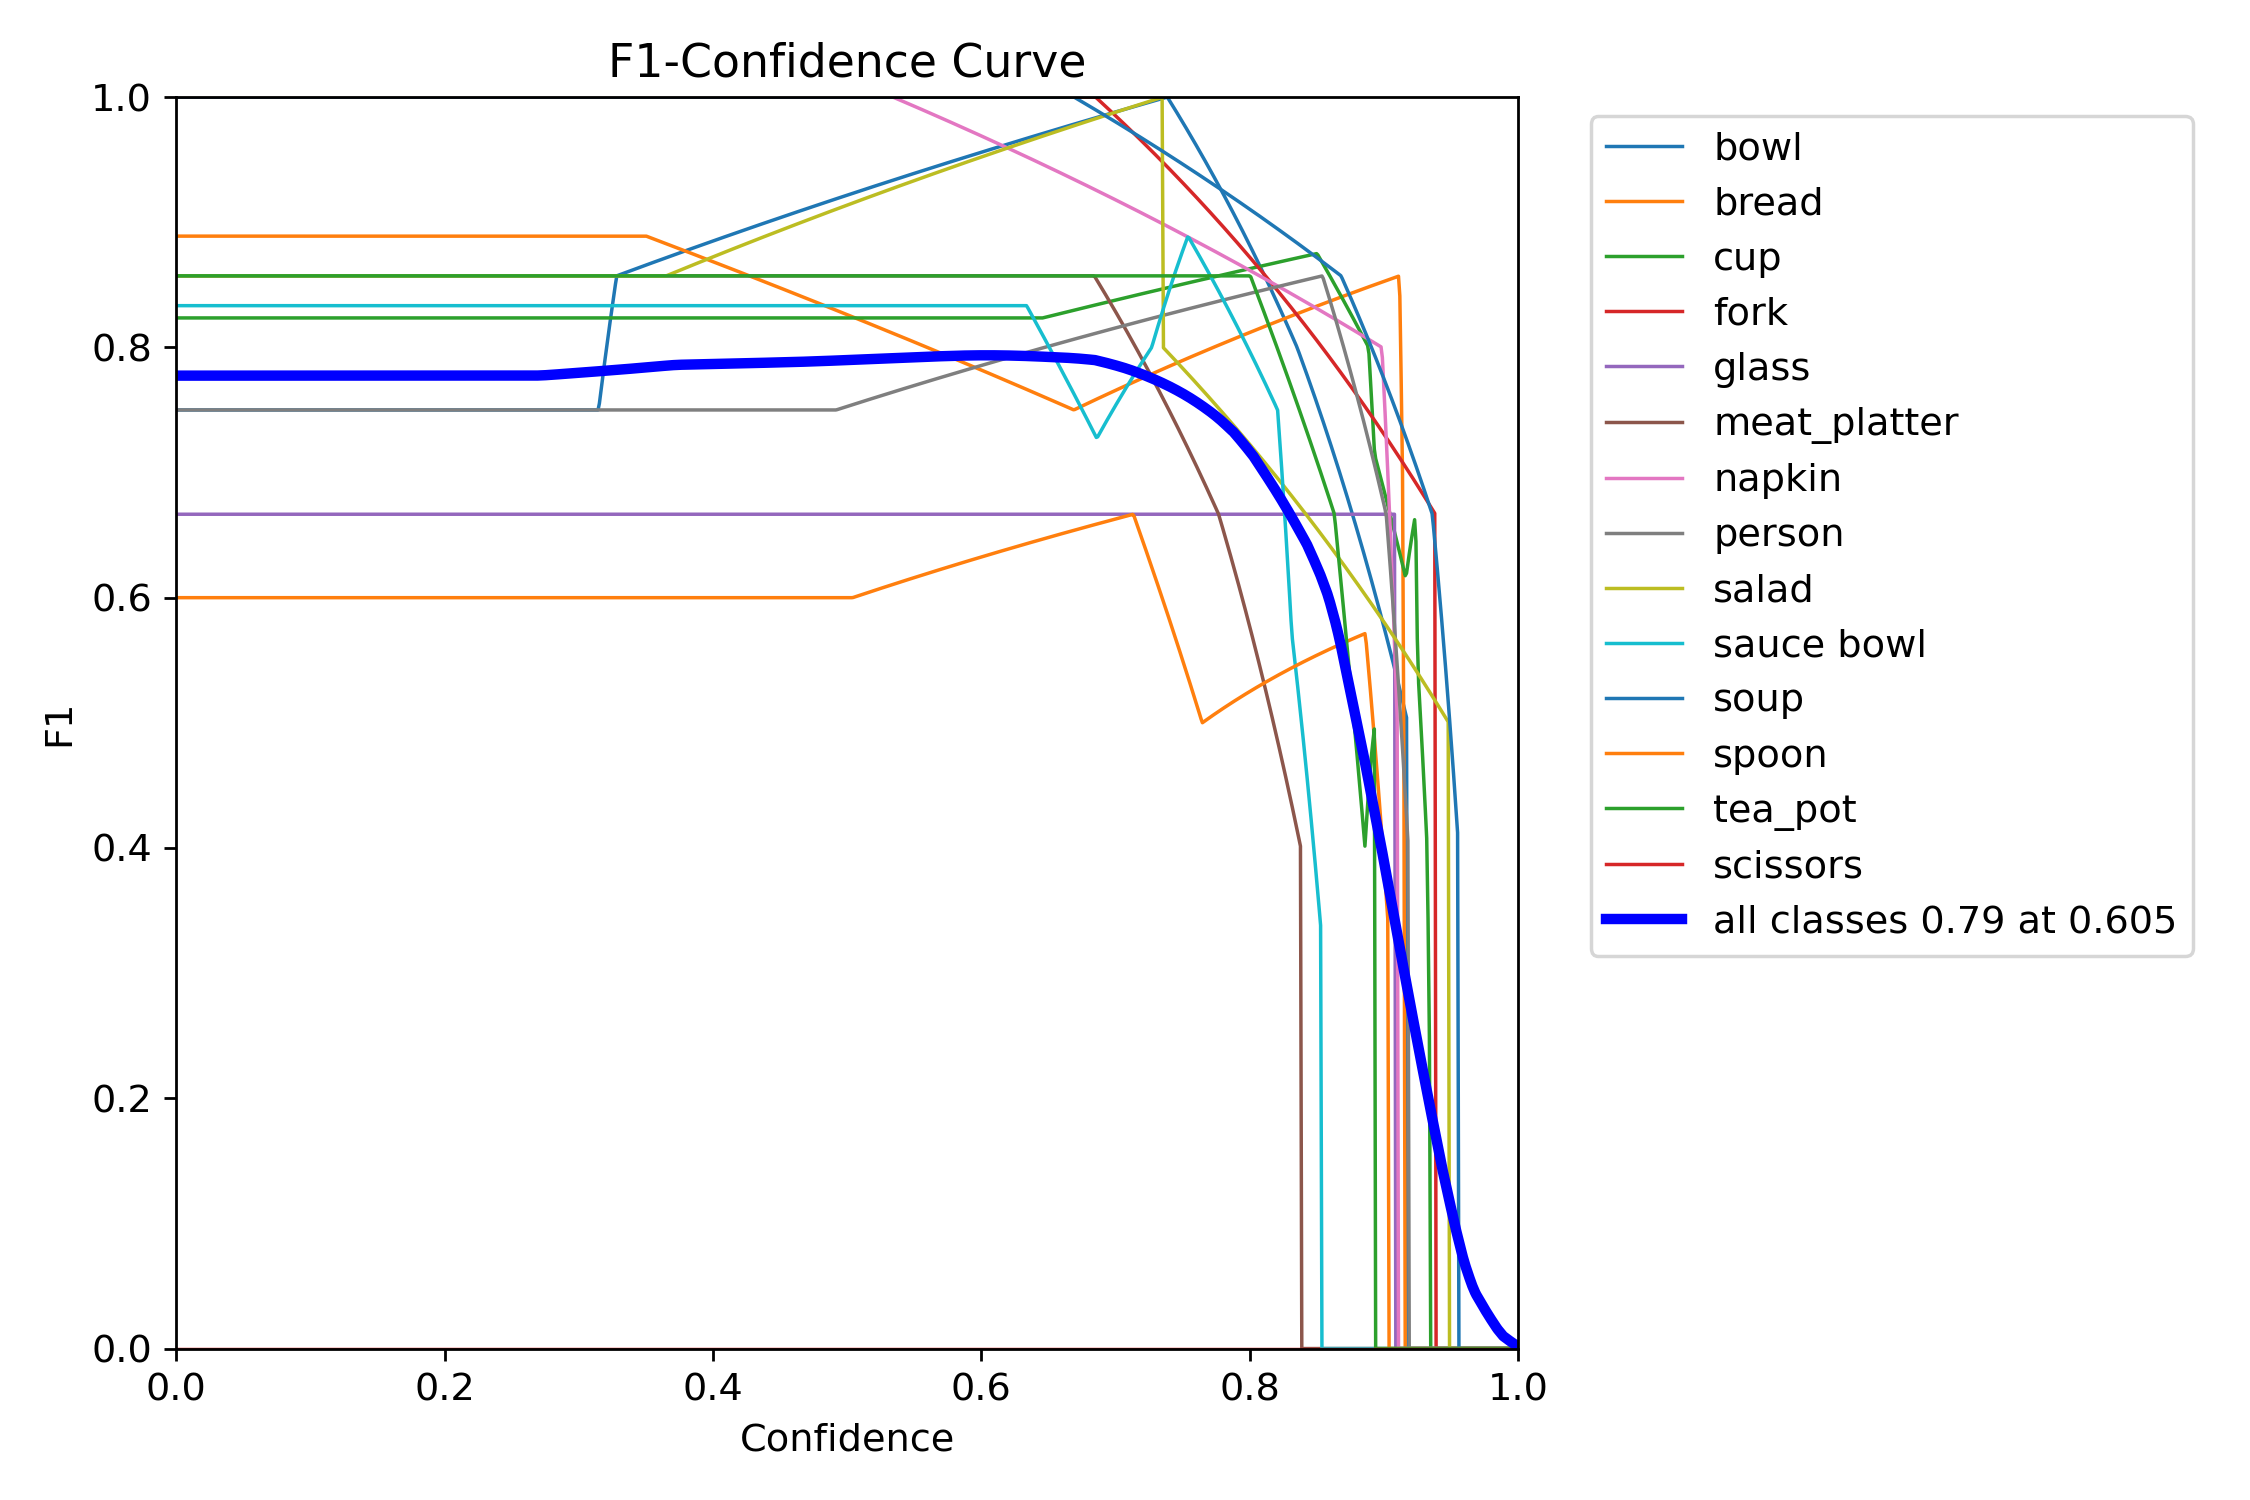 F1-Confidence Curve
1.0
0.8
0.6
0.4
0.2
0.0
F1
0.0 0.2 0.4 0.6 0.8 1.0
Confidence
bowl
bread
cup
fork
glass
meat_platter
napkin
person
salad
sauce bowl
soup
spoon
tea_pot
scissors
all classes 0.79 at 0.605